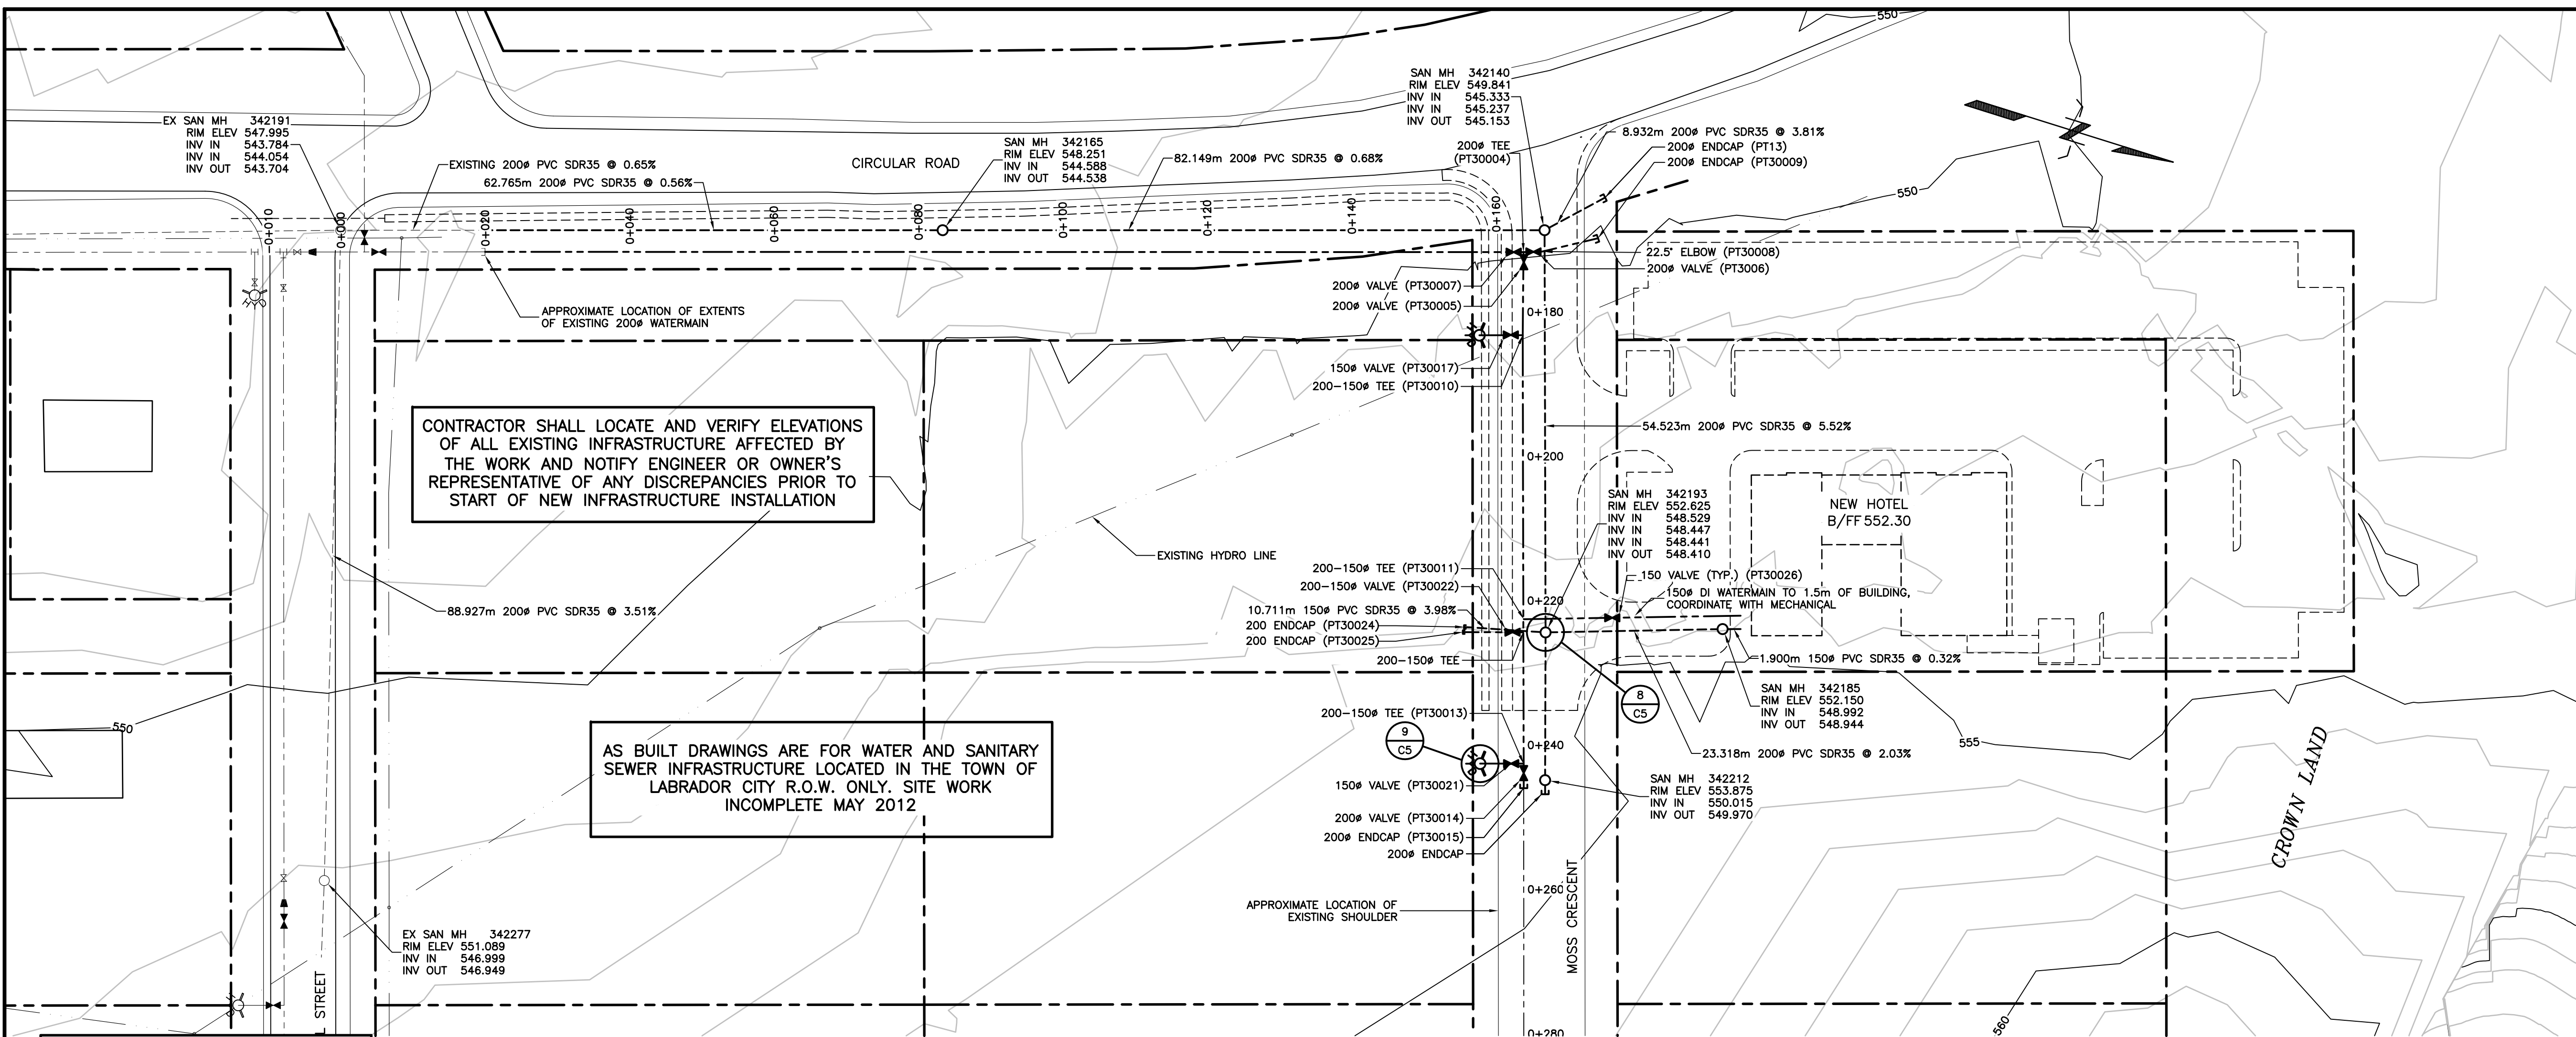 550
SAN MH 342140
RIM ELEV 549.841
INV IN 545.333
INV IN 545.237
INV OUT 545.153
EX SAN MH 342191
RIM ELEV 547.995
INV IN 543.784
INV IN 544.054
INV OUT 543.704
EXISTING 200ø PVC SDR35 @ 0.65%
62.765m 200ø PVC SDR35 @ 0.56%
SAN MH 342165
RIM ELEV 548.251
INV IN 544.588
INV OUT 544.538
CIRCULAR ROAD
82.149m 200ø PVC SDR35 @ 0.68%
200ø TEE
(PT30004)
8.932m 200ø PVC SDR35 @ 3.81%
200ø ENDCAP (PT13)
200ø ENDCAP (PT30009)
550
-0+010
0+000
0+020
0+040
0+060
0+080
0+100
0+120
0+140
0+160
22.5° ELBOW (PT30008)
200ø VALVE (PT3006)
200ø VALVE (PT30007)
200ø VALVE (PT30005)
0+180
APPROXIMATE LOCATION OF EXTENTS
OF EXISTING 200ø WATERMAIN
HYD
HYD
150ø VALVE (PT30017)
200-150ø TEE (PT30010)
CONTRACTOR SHALL LOCATE AND VERIFY ELEVATIONS
OF ALL EXISTING INFRASTRUCTURE AFFECTED BY
THE WORK AND NOTIFY ENGINEER OR OWNER'S
REPRESENTATIVE OF ANY DISCREPANCIES PRIOR TO
START OF NEW INFRASTRUCTURE INSTALLATION
54.523m 200ø PVC SDR35 @ 5.52%
0+200
SAN MH 342193
RIM ELEV 552.625
INV IN 548.529
INV IN 548.447
INV IN 548.441
INV OUT 548.410
NEW HOTEL
B/FF 552.30
EXISTING HYDRO LINE
200-150ø TEE (PT30011)
200-150ø VALVE (PT30022)
10.711m 150ø PVC SDR35 @ 3.98%
200 ENDCAP (PT30024)
200 ENDCAP (PT30025)
200-150ø TEE
0+220
150 VALVE (TYP.) (PT30026)
150ø DI WATERMAIN TO 1.5m OF BUILDING,
COORDINATE WITH MECHANICAL
88.927m 200ø PVC SDR35 @ 3.51%
1.900m 150ø PVC SDR35 @ 0.32%
SAN MH 342185
RIM ELEV 552.150
INV IN 548.992
INV OUT 548.944
8
C5
200-150ø TEE (PT30013)
9
C5
HYD
0+240
550
555
23.318m 200ø PVC SDR35 @ 2.03%
AS BUILT DRAWINGS ARE FOR WATER AND SANITARY
SEWER INFRASTRUCTURE LOCATED IN THE TOWN OF
LABRADOR CITY R.O.W. ONLY. SITE WORK
INCOMPLETE MAY 2012
150ø VALVE (PT30021)
200ø VALVE (PT30014)
200ø ENDCAP (PT30015)
200ø ENDCAP
SAN MH 342212
RIM ELEV 553.875
INV IN 550.015
INV OUT 549.970
CROWN LAND
0+260
MOSS CRESCENT
APPROXIMATE LOCATION OF
EXISTING SHOULDER
EX SAN MH 342277
RIM ELEV 551.089
INV IN 546.999
INV OUT 546.949
HYD
L STREET
0+280
560